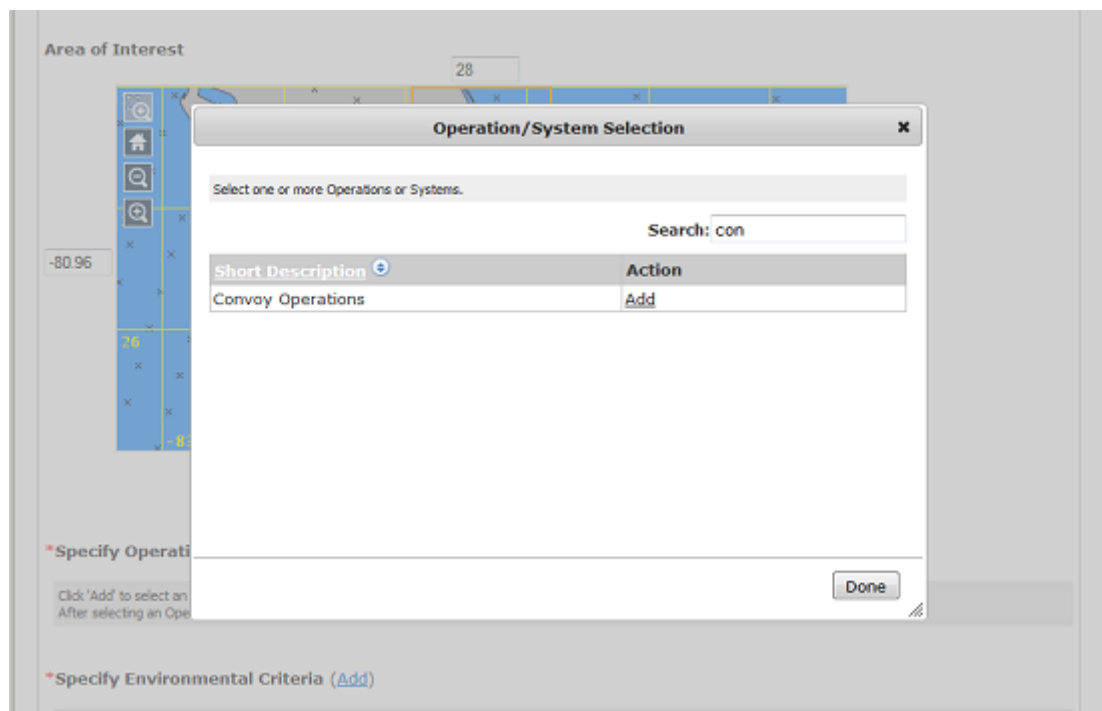 Area of Interest
28
Operation/System Selection
Select one or more Operations or Systems.
Search: con
-80.96
Short Description Action
Convoy Operations Add
26
-83
*Specify Operati
Done
Click 'Add' to select an
After selecting an Ope
*Specify Environmental Criteria (Add)